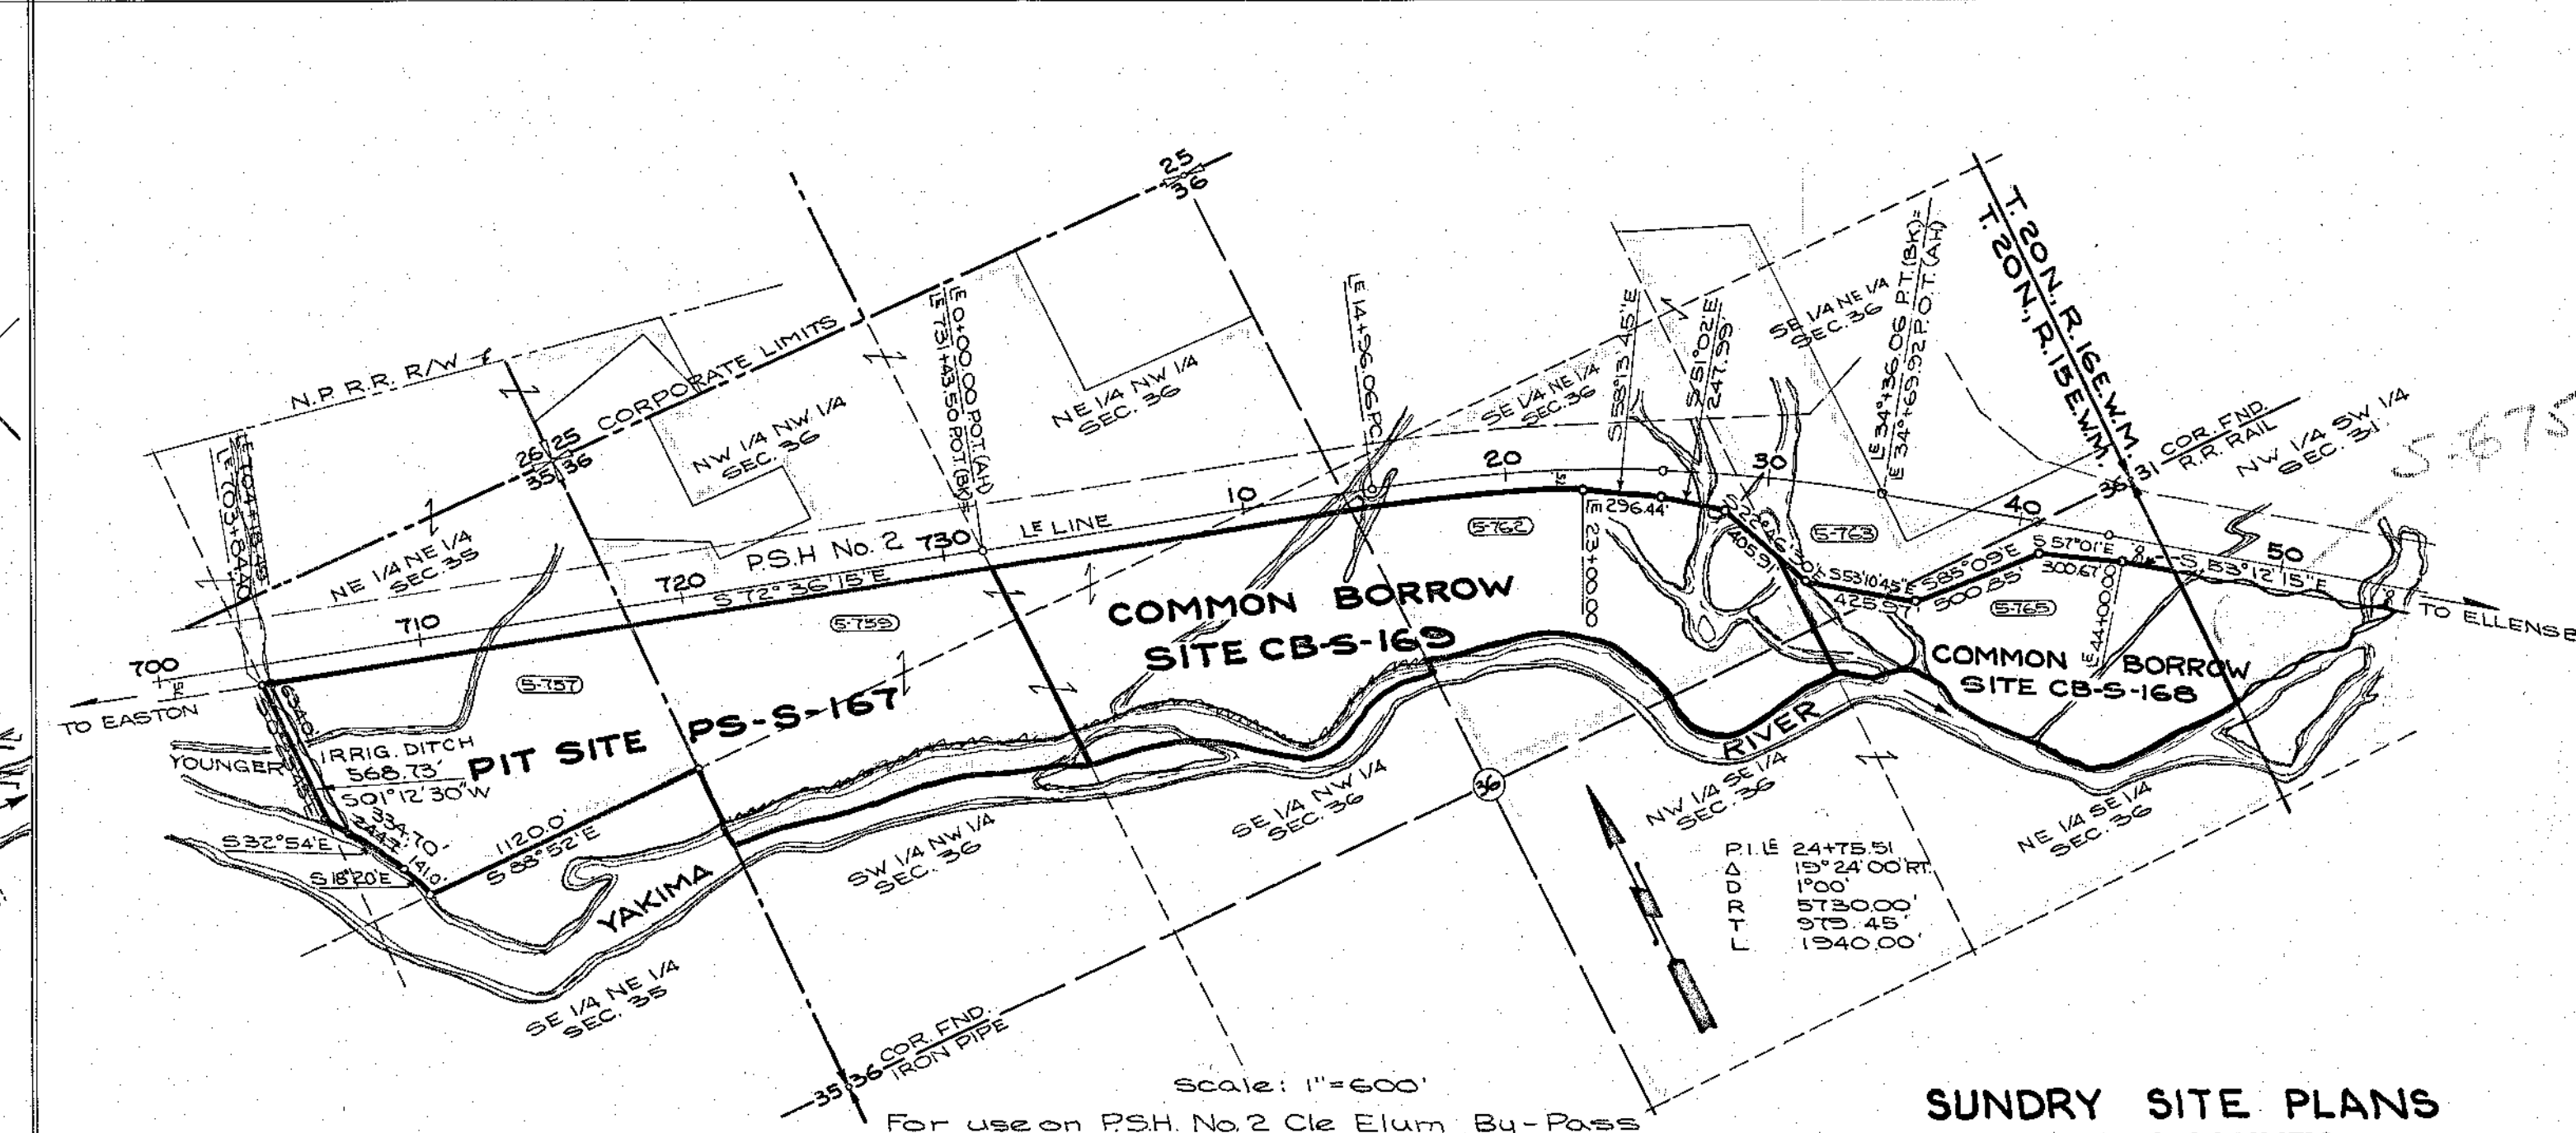 25
36
T. 20N., R. 16E.W.M.
T. 20N., R. 15E.W.M.
N.P. R.R. R/W
CORPORATE LIMITS
26 25
35 36
NE 1/4 NE 1/4
SEC. 35
NW 1/4 NW 1/4
SEC. 36
NE 1/4 NW 1/4
SEC. 36
SE 1/4 NE 1/4
SEC. 36
SE 1/4 NE 1/4
SEC. 36
LE 0+00.00 POT.(AH)
LE 731+43.50 POT(BK)=
LE 14+96.06 P.C.
S 58°13'45"E
S 51°02'E
247.99'
LE 34+36.06 P.T.(BK)=
LE 34+69.92 P.O.T.(AH)
36 31
COR. FND.
R.R. RAIL
NW 1/4 SW 1/4
SEC. 31
S-875
700
710
720
730
10
20
30
40
50
P.S.H No. 2
LE LINE
S 72° 36' 15"E
TO EASTON
TO ELLENSB
S-757
S-759
S-762
S-763
S-765
LE 23+00.00
296.44'
405.91'
S 53°10'45"E
425.97'
S 85°09'E
500.85'
S 57°01'E
300.67'
LE 44+00.00
S 53°12'15"E
COMMON BORROW
SITE CB-S-169
COMMON BORROW
SITE CB-S-168
PIT SITE PS-S-167
YOUNGER
IRRIG. DITCH
568.73'
S01°12'30"W
334.70
244.7
141.0
S 32°54'E
S 18°20'E
1120.0'
S 88°52'E
YAKIMA
RIVER
SE 1/4 NE 1/4
SEC. 35
SW 1/4 NW 1/4
SEC. 36
SE 1/4 NW 1/4
SEC. 36
36
NW 1/4 SE 1/4
SEC. 36
NE 1/4 SE 1/4
SEC. 36
P.I. LE 24+75.51
Δ 19°24'00"RT.
D 1°00'
R 5730.00'
T 979.45'
L 1940.00'
35 36
COR. FND.
IRON PIPE
Scale: 1"=600'
For use on P.S.H. No. 2 Cle Elum By-Pass
SUNDRY SITE PLANS